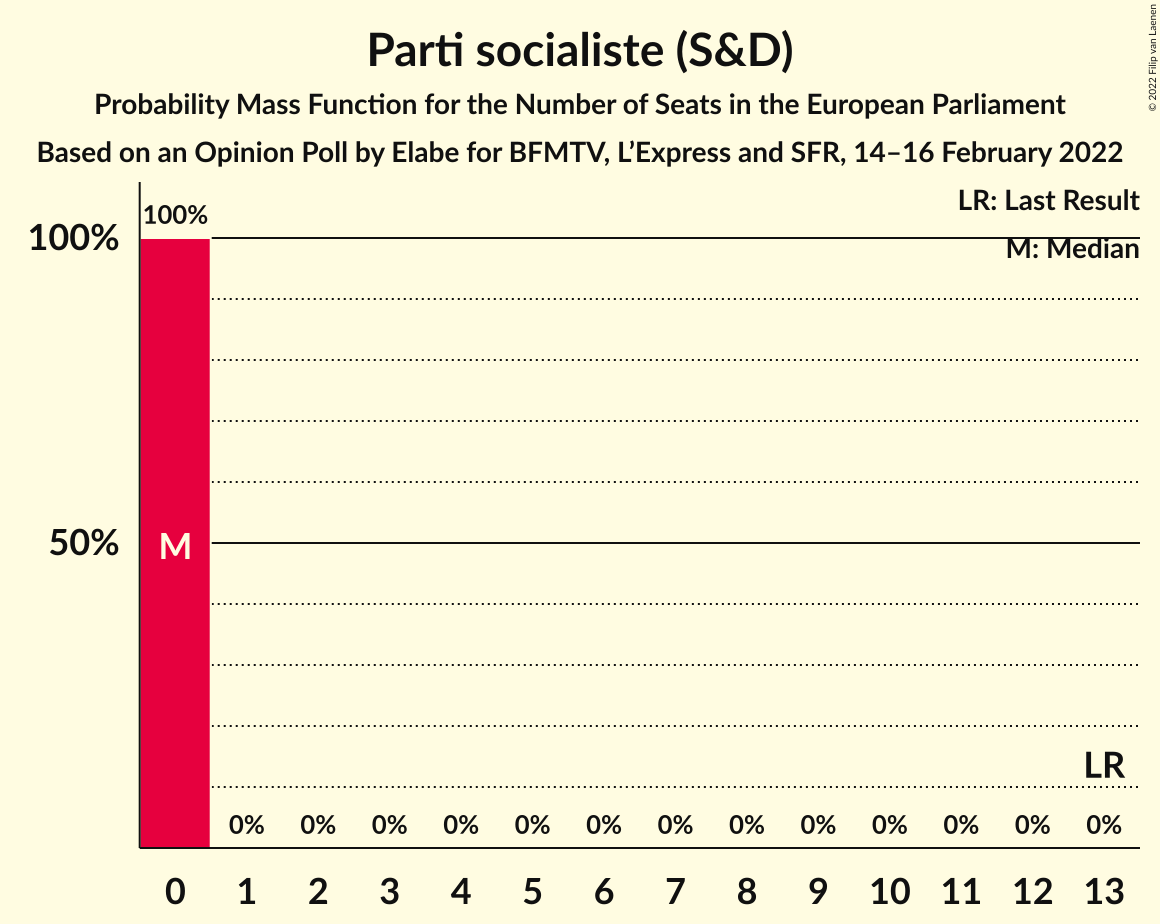 Parti socialiste (S&D)
Probability Mass Function for the Number of Seats in the European Parliament
Based on an Opinion Poll by Elabe for BFMTV, L’Express and SFR, 14–16 February 2022
© 2022 Filip van Laenen
LR: Last Result
M: Median
100%
100%
50%
M
LR
0% 0% 0% 0% 0% 0% 0% 0% 0% 0% 0% 0% 0%
0 1 2 3 4 5 6 7 8 9 10 11 12 13